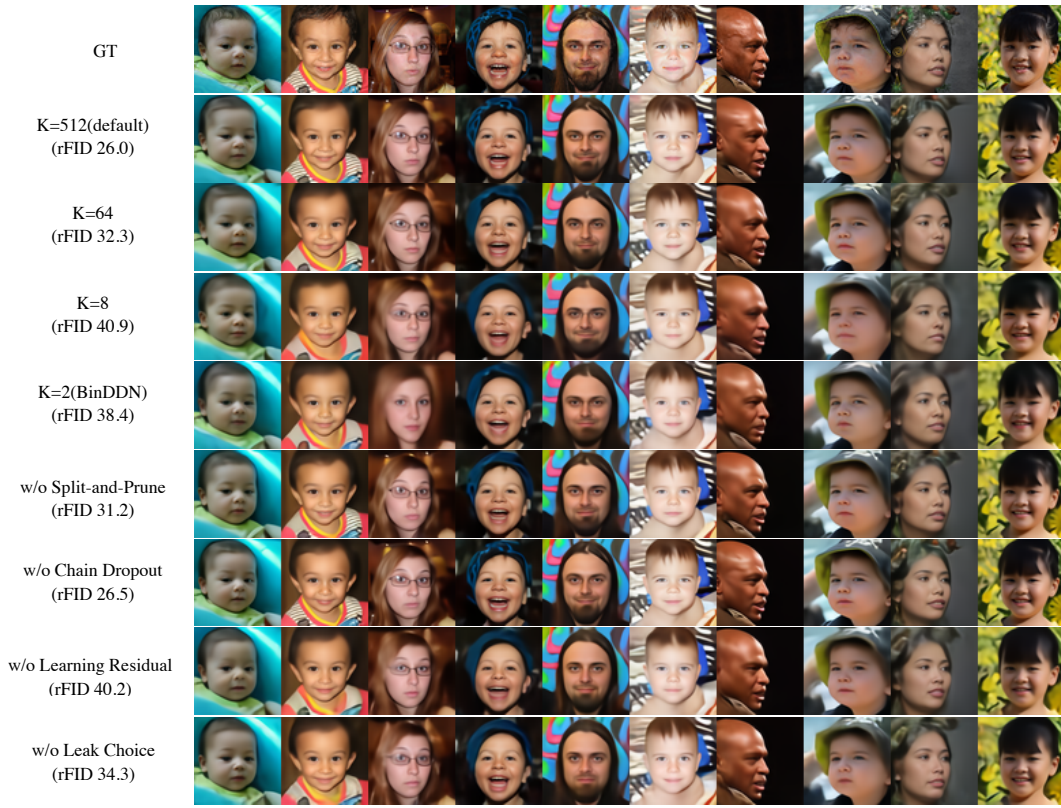 GT
K=512(default)
(rFID 26.0)
K=64
(rFID 32.3)
K=8
(rFID 40.9)
K=2(BinDDN)
(rFID 38.4)
w/o Split-and-Prune
(rFID 31.2)
w/o Chain Dropout
(rFID 26.5)
w/o Learning Residual
(rFID 40.2)
w/o Leak Choice
(rFID 34.3)